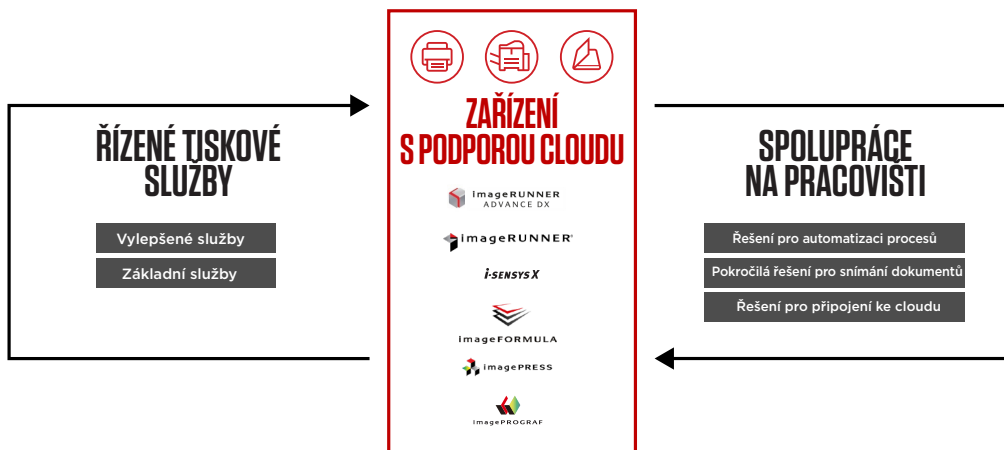 ŘÍZENÉ TISKOVÉ
SLUŽBY
Vylepšené služby
Základní služby
ZAŘÍZENÍ
S PODPOROU CLOUDU
imageRUNNER
ADVANCE DX
imageRUNNER®
i-SENSYS X
imageFORMULA
imagePRESS
imagePROGRAF
SPOLUPRÁCE
NA PRACOVIŠTI
Řešení pro automatizaci procesů
Pokročilá řešení pro snímání dokumentů
Řešení pro připojení ke cloudu